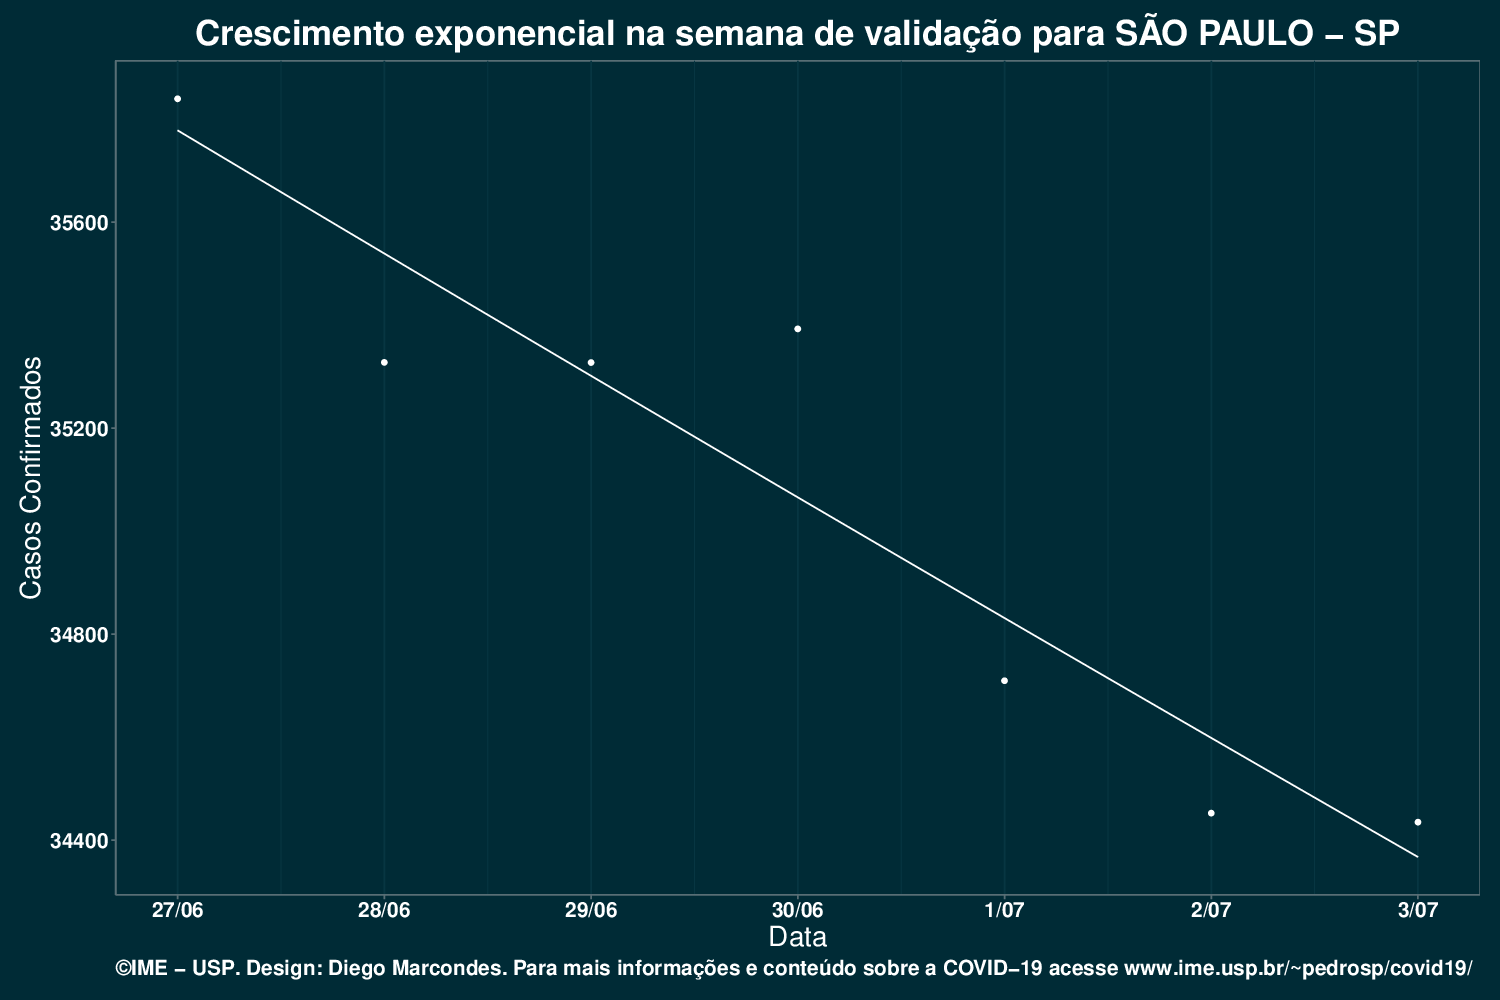 Crescimento exponencial na semana de validação para SÃO PAULO – SP
Casos Confirmados
35600
35200
34800
34400
27/06 28/06 29/06 30/06 1/07 2/07 3/07
Data
©IME – USP. Design: Diego Marcondes. Para mais informações e conteúdo sobre a COVID–19 acesse www.ime.usp.br/~pedrosp/covid19/